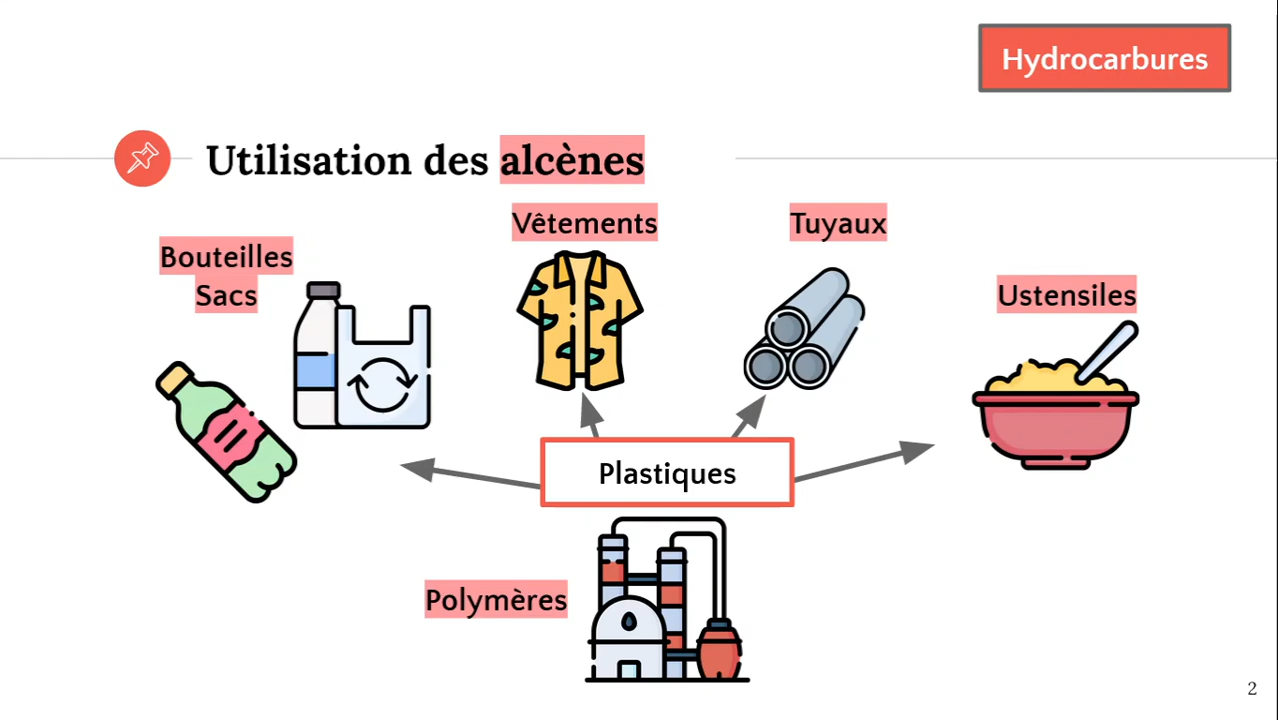 Hydrocarbures
Utilisation des alcènes
Bouteilles
Sacs
Vêtements
Tuyaux
Ustensiles
Plastiques
Polymères
2